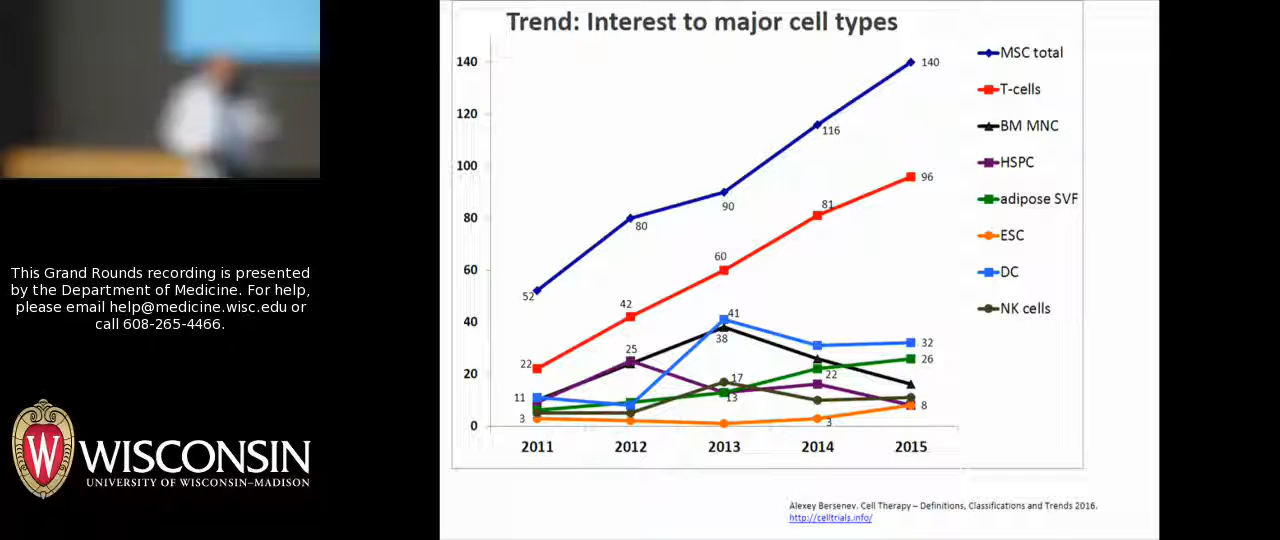 Trend: Interest to major cell types
140
120
100
80
60
40
20
0
2011 2012 2013 2014 2015
52
80
90
116
140
22
42
60
81
96
25
41
38
32
26
11
17
13
22
3
3
8
MSC total
T-cells
BM MNC
HSPC
adipose SVF
ESC
DC
NK cells
Alexey Bersenev. Cell Therapy – Definitions, Classifications and Trends 2016.
http://celltrials.info/
This Grand Rounds recording is presented
by the Department of Medicine. For help,
please email help@medicine.wisc.edu or
call 608-265-4466.
W
WISCONSIN
UNIVERSITY OF WISCONSIN–MADISON